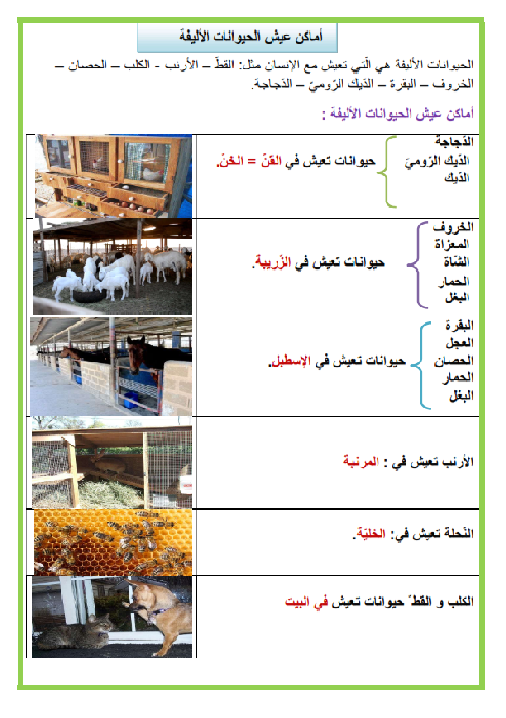 أماكن عيش الحيوانات الأليفة
الحيوانات الأليفة هي الّتي تعيش مع الإنسان مثل: القطّ – الأرنب - الكلب – الحصان –
الخروف – البقرة – الدّيك الرّوميّ – الدّجاجة.
أماكن عيش الحيوانات الأليفة :
الدّجاجة
الدّيك الرّوميّ
الدّيك
حيوانات تعيش في القنّ = الخنّ.
الخروف
المعزاة
الشّاة
الحمار
البغل
حيوانات تعيش في الزّريبة.
البقرة
العجل
الحصان
الحمار
البغل
حيوانات تعيش في الإسطبل.
الأرنب تعيش في : المرنبة
النّحلة تعيش في: الخليّة.
الكلب و القطّ حيوانات تعيش في البيت